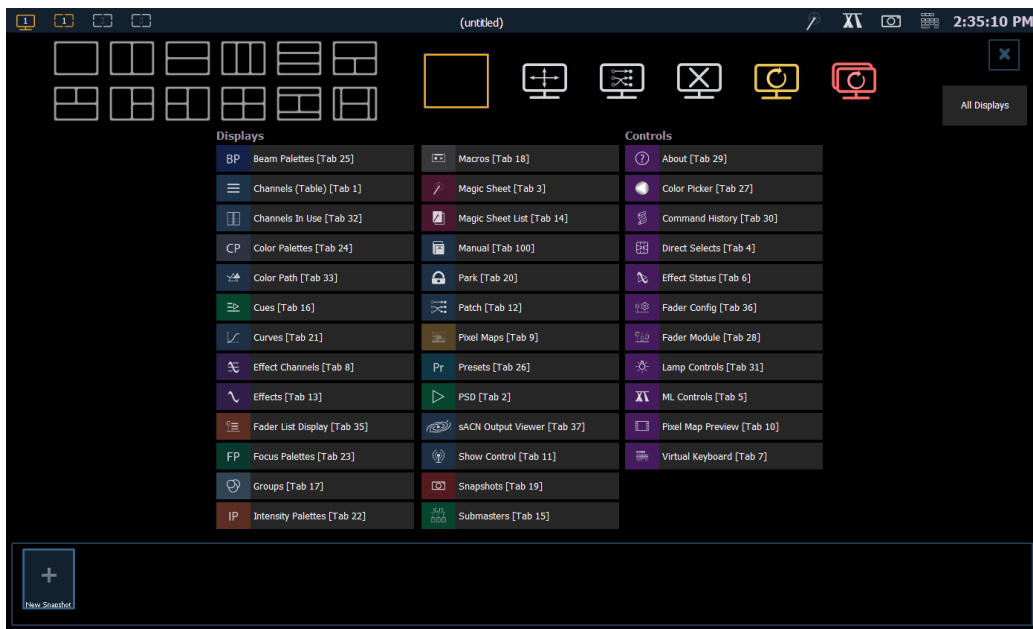 1
1
2
3
(untitled)
2:35:10 PM
All Displays
Displays
Controls
BP Beam Palettes [Tab 25]
Macros [Tab 18]
About [Tab 29]
Channels (Table) [Tab 1]
Magic Sheet [Tab 3]
Color Picker [Tab 27]
Channels In Use [Tab 32]
Magic Sheet List [Tab 14]
Command History [Tab 30]
CP Color Palettes [Tab 24]
Manual [Tab 100]
Direct Selects [Tab 4]
Color Path [Tab 33]
Park [Tab 20]
Effect Status [Tab 6]
Cues [Tab 16]
Patch [Tab 12]
Fader Config [Tab 36]
Curves [Tab 21]
Pixel Maps [Tab 9]
Fader Module [Tab 28]
Effect Channels [Tab 8]
Pr Presets [Tab 26]
Lamp Controls [Tab 31]
Effects [Tab 13]
PSD [Tab 2]
ML Controls [Tab 5]
Fader List Display [Tab 35]
sACN Output Viewer [Tab 37]
Pixel Map Preview [Tab 10]
FP Focus Palettes [Tab 23]
Show Control [Tab 11]
Virtual Keyboard [Tab 7]
Groups [Tab 17]
Snapshots [Tab 19]
IP Intensity Palettes [Tab 22]
Submasters [Tab 15]
New Snapshot